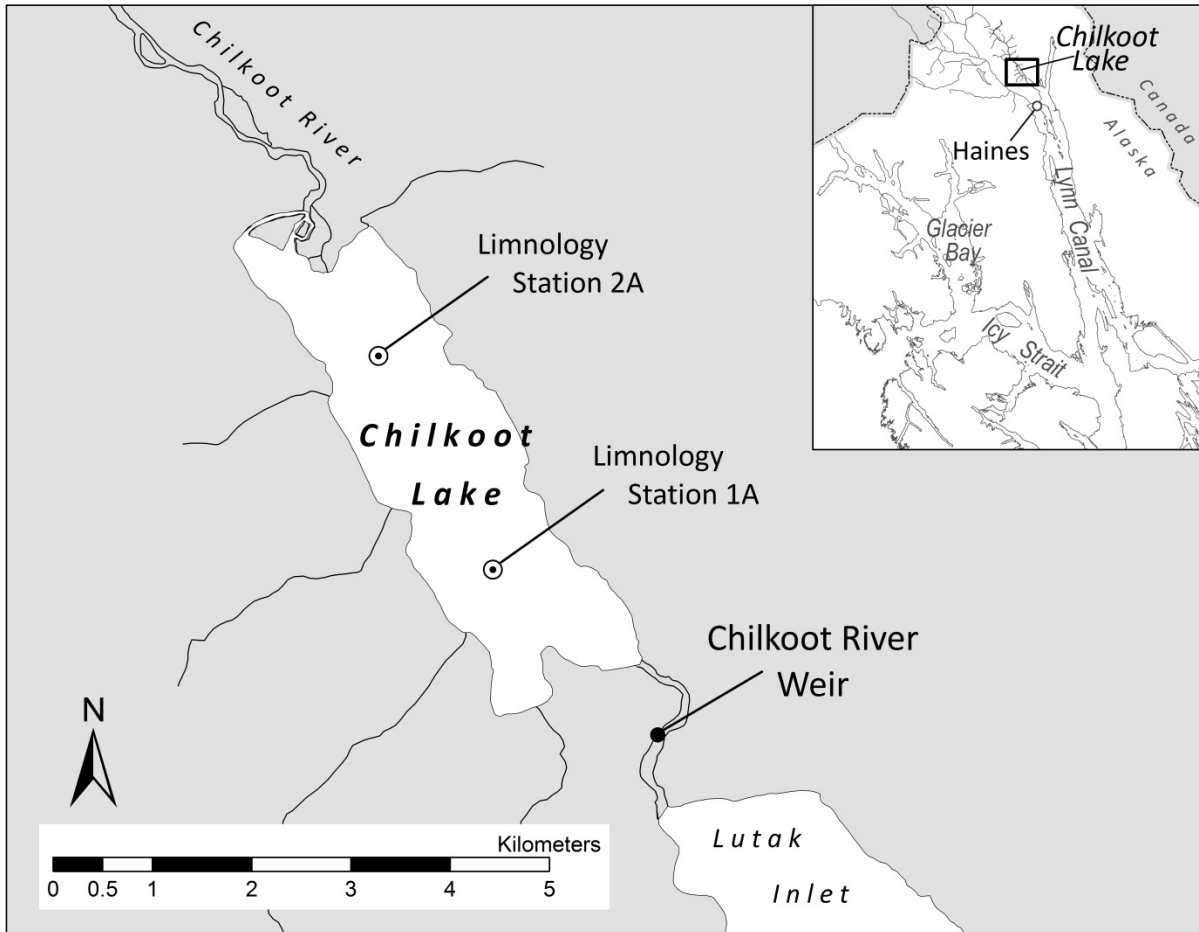 Chilkoot River
Limnology
Station 2A
Chilkoot
Lake
Limnology
Station 1A
Chilkoot River
Weir
Lutak
Inlet
N
Kilometers
0 0.5 1 2 3 4 5
Chilkoot
Lake
Haines
Canada
Alaska
Lynn Canal
Glacier
Bay
Icy Strait